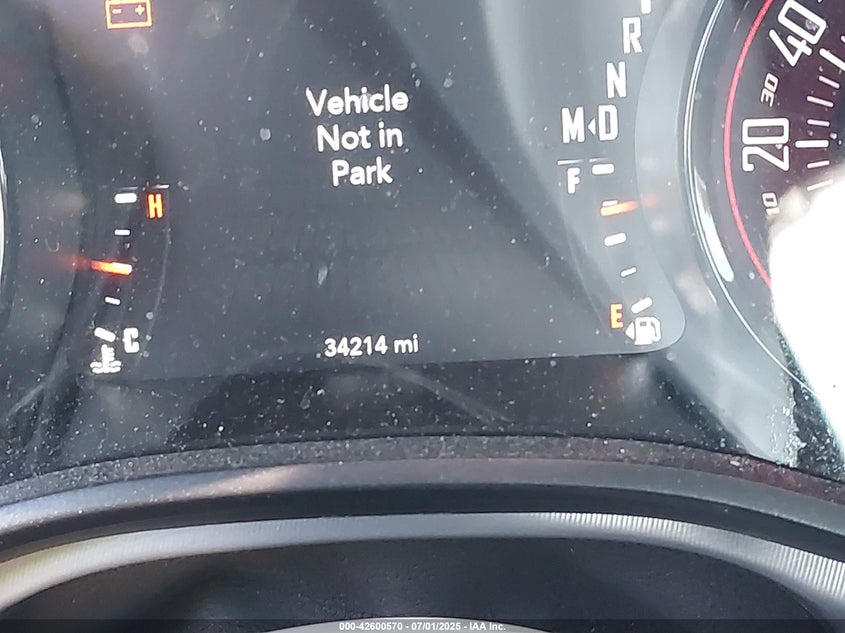 - +
R
N
M D
Vehicle
Not in
Park
F
H
E
C
34214 mi
40
30
20
10
000-42600570 - 07/01/2025 - IAA Inc.